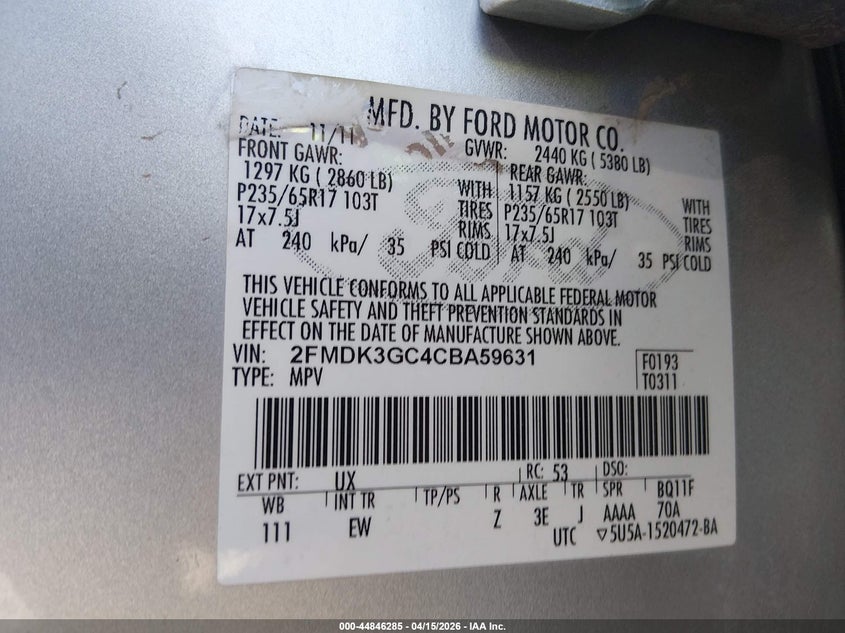 MFD. BY FORD MOTOR CO.
DATE: 11/11 GVWR: 2440 KG ( 5380 LB)
FRONT GAWR: REAR GAWR:
1297 KG ( 2860 LB) WITH 1157 KG ( 2550 LB) WITH
P235/65R17 103T TIRES P235/65R17 103T TIRES
17x7.5J RIMS 17x7.5J RIMS
AT 240 kPa/ 35 PSI COLD AT 240 kPa/ 35 PSI COLD
THIS VEHICLE CONFORMS TO ALL APPLICABLE FEDERAL MOTOR
VEHICLE SAFETY AND THEFT PREVENTION STANDARDS IN
EFFECT ON THE DATE OF MANUFACTURE SHOWN ABOVE.
VIN: 2FMDK3GC4CBA59631 F0193
TYPE: MPV T0311
EXT PNT: UX RC: 53 DSO:
WB INT TR TP/PS R AXLE TR SPR BQ11F
111 EW Z 3E J AAAA 70A
UTC ▽5U5A-1520472-BA
000-44846285 - 04/15/2026 - IAA Inc.